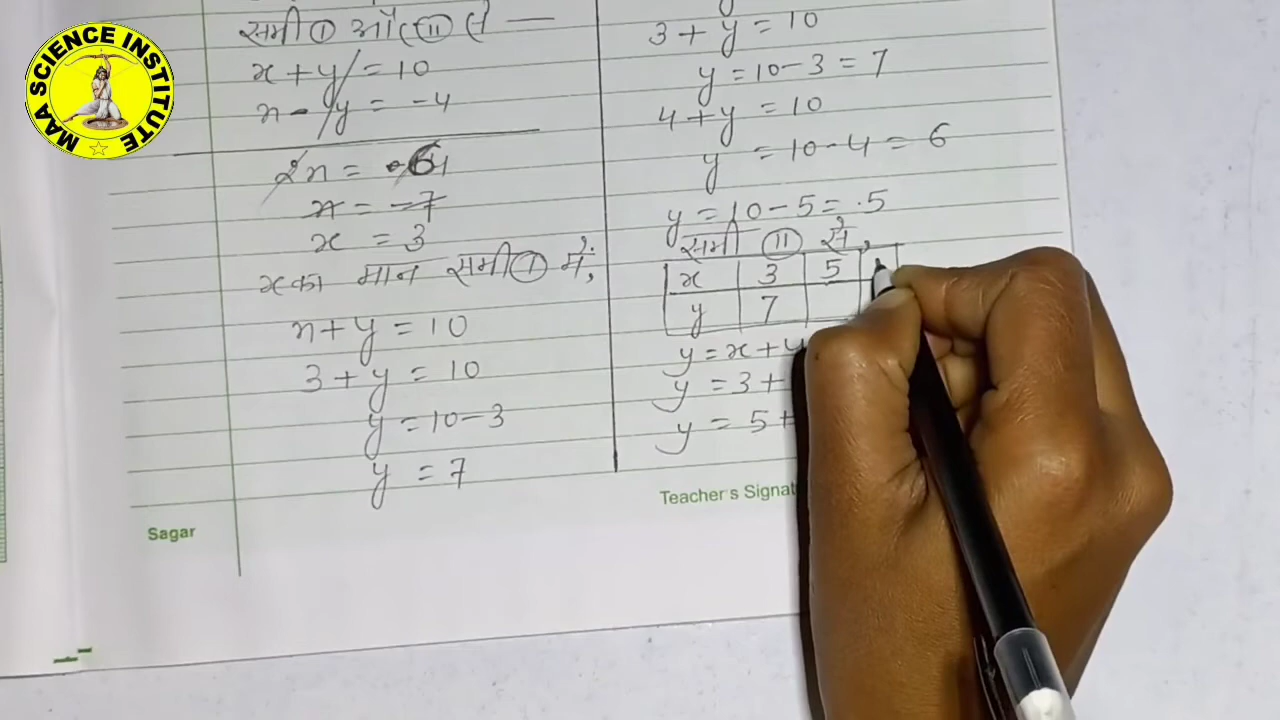 MAA SCIENCE INSTITUTE
समी① और ⑪ से —
x + y = 10
x - y = -4
2x = 6
x = -7
x = 3
x का मान समी① में,
x + y = 10
3 + y = 10
y = 10 - 3
y = 7
Sagar
3 + y = 10
y = 10 - 3 = 7
4 + y = 10
y = 10 - 4 = 6
y = 10 - 5 = .5
समी ⑪ से,
x 3 5
y 7
y = x + 4
y = 3 +
y = 5 +
Teacher's Signat